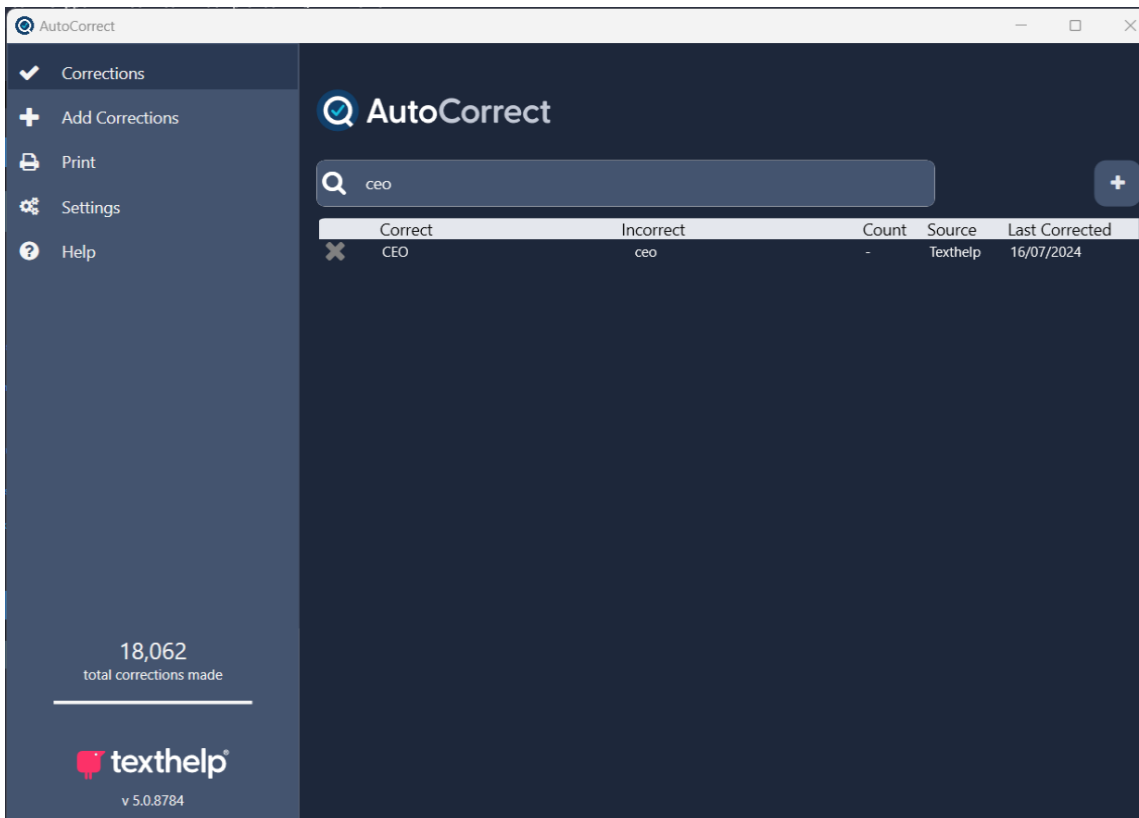 AutoCorrect
Corrections
Add Corrections
Print
Settings
Help
18,062
total corrections made
texthelp®
v 5.0.8784
AutoCorrect
ceo
Correct Incorrect Count Source Last Corrected
CEO ceo - Texthelp 16/07/2024